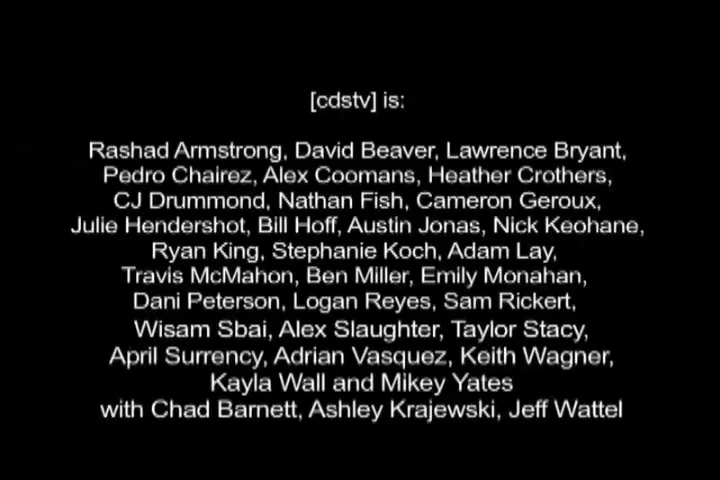 [cdstv] is:
Rashad Armstrong, David Beaver, Lawrence Bryant,
Pedro Chairez, Alex Coomans, Heather Crothers,
CJ Drummond, Nathan Fish, Cameron Geroux,
Julie Hendershot, Bill Hoff, Austin Jonas, Nick Keohane,
Ryan King, Stephanie Koch, Adam Lay,
Travis McMahon, Ben Miller, Emily Monahan,
Dani Peterson, Logan Reyes, Sam Rickert,
Wisam Sbai, Alex Slaughter, Taylor Stacy,
April Surrency, Adrian Vasquez, Keith Wagner,
Kayla Wall and Mikey Yates
with Chad Barnett, Ashley Krajewski, Jeff Wattel